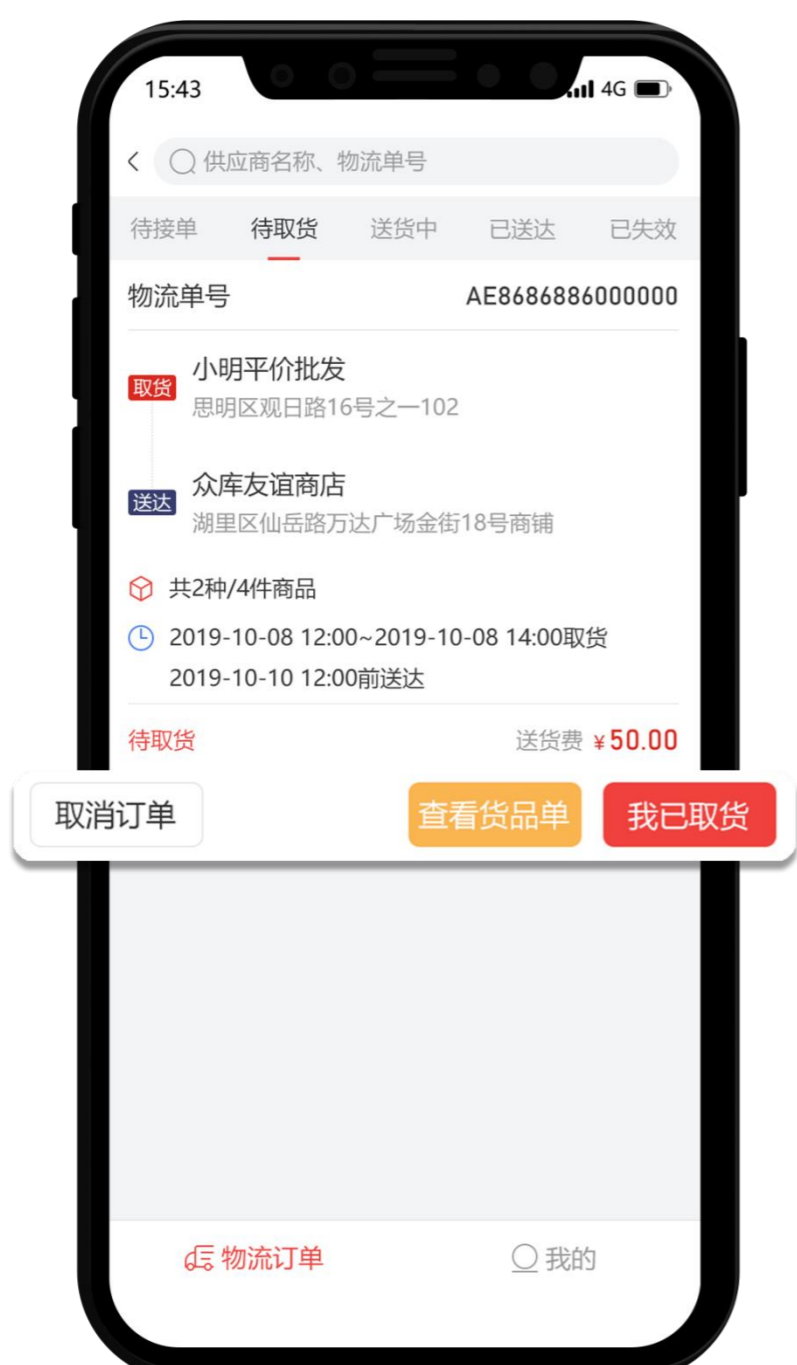 15:43
4G
供应商名称、物流单号
待接单 待取货 送货中 已送达 已失效
物流单号 AE8686886000000
取货 小明平价批发
思明区观日路16号之一102
送达 众库友谊商店
湖里区仙岳路万达广场金街18号商铺
共2种/4件商品
2019-10-08 12:00~2019-10-08 14:00取货
2019-10-10 12:00前送达
待取货 送货费 ¥50.00
取消订单 查看货品单 我已取货
物流订单 我的